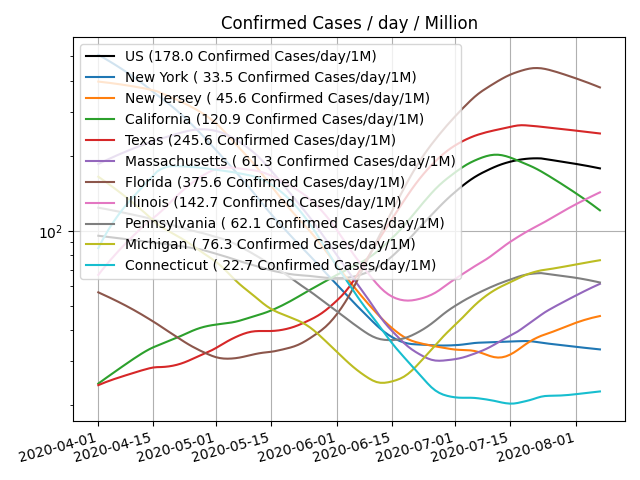 Confirmed Cases / day / Million
US (178.0 Confirmed Cases/day/1M)
New York ( 33.5 Confirmed Cases/day/1M)
New Jersey ( 45.6 Confirmed Cases/day/1M)
California (120.9 Confirmed Cases/day/1M)
Texas (245.6 Confirmed Cases/day/1M)
Massachusetts ( 61.3 Confirmed Cases/day/1M)
Florida (375.6 Confirmed Cases/day/1M)
Illinois (142.7 Confirmed Cases/day/1M)
Pennsylvania ( 62.1 Confirmed Cases/day/1M)
Michigan ( 76.3 Confirmed Cases/day/1M)
Connecticut ( 22.7 Confirmed Cases/day/1M)
10²
2020-04-01
2020-04-15
2020-05-01
2020-05-15
2020-06-01
2020-06-15
2020-07-01
2020-07-15
2020-08-01